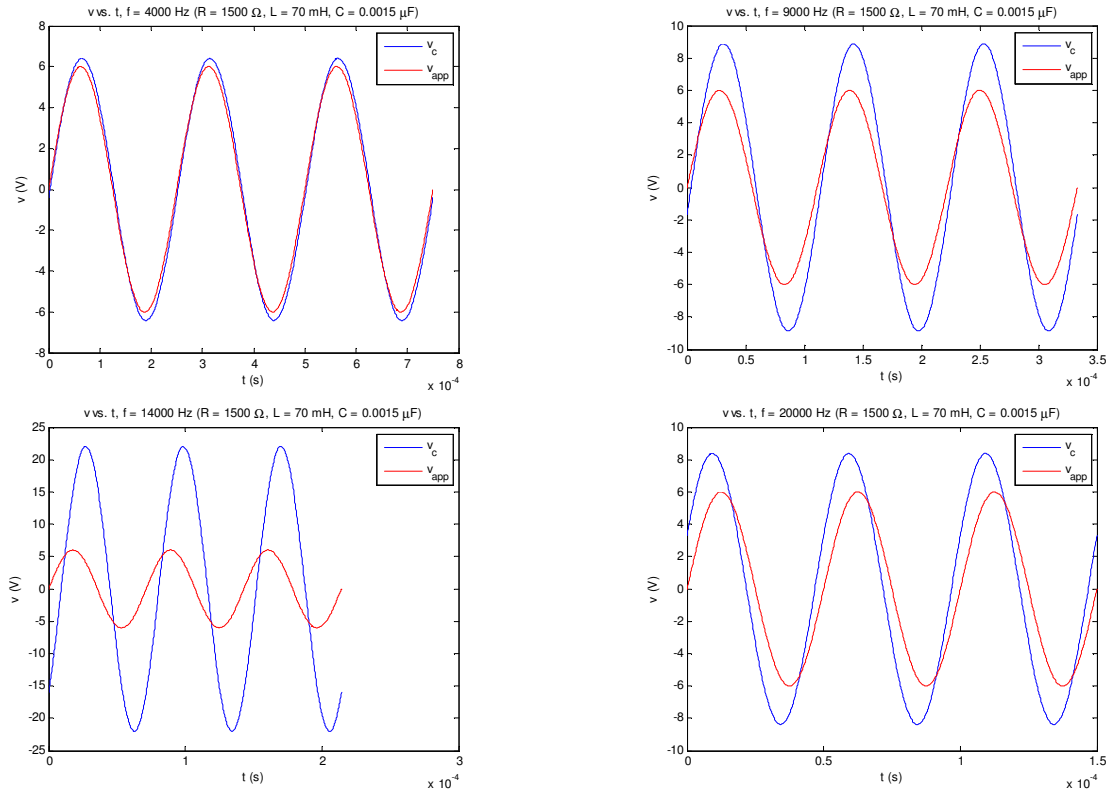 v vs. t, f = 4000 Hz (R = 1500 Ω, L = 70 mH, C = 0.0015 μF)
8
6
4
2
0
-2
-4
-6
-8
v (V)
0 1 2 3 4 5 6 7 8
x 10^-4
t (s)
v_c
v_app
v vs. t, f = 9000 Hz (R = 1500 Ω, L = 70 mH, C = 0.0015 μF)
10
8
6
4
2
0
-2
-4
-6
-8
-10
v (V)
0 0.5 1 1.5 2 2.5 3 3.5
x 10^-4
t (s)
v_c
v_app
v vs. t, f = 14000 Hz (R = 1500 Ω, L = 70 mH, C = 0.0015 μF)
25
20
15
10
5
0
-5
-10
-15
-20
-25
v (V)
0 1 2 3
x 10^-4
t (s)
v_c
v_app
v vs. t, f = 20000 Hz (R = 1500 Ω, L = 70 mH, C = 0.0015 μF)
10
8
6
4
2
0
-2
-4
-6
-8
-10
v (V)
0 0.5 1 1.5
x 10^-4
t (s)
v_c
v_app